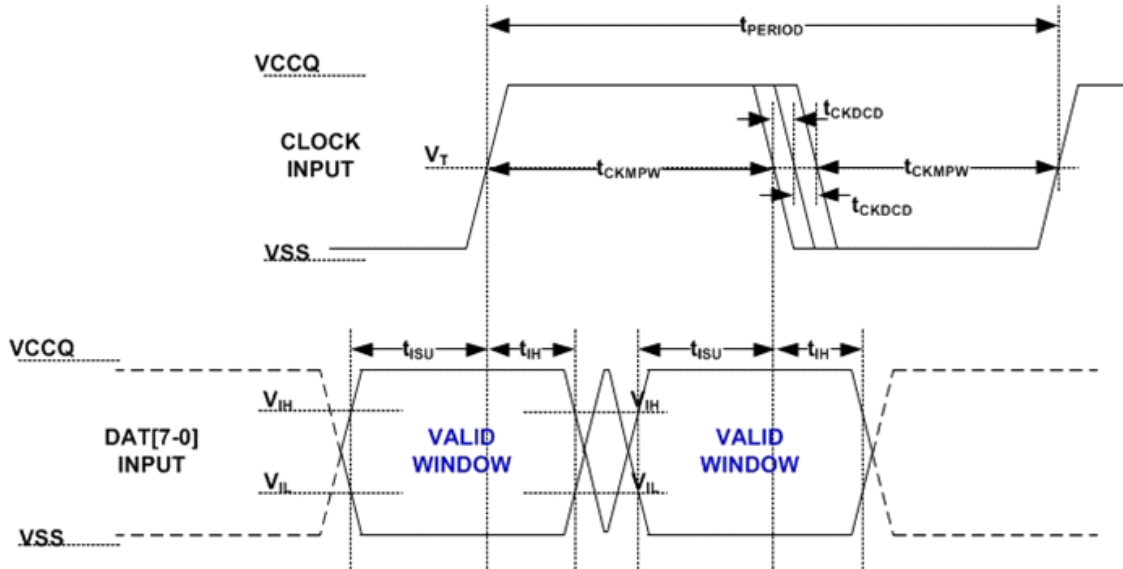 tPERIOD
VCCQ
tCKDCD
CLOCK
INPUT
VT
tCKMPW
tCKMPW
tCKDCD
VSS
VCCQ
tISU
tIH
tISU
tIH
VIH
VIH
DAT[7-0]
INPUT
VALID
WINDOW
VALID
WINDOW
VIL
VIL
VSS